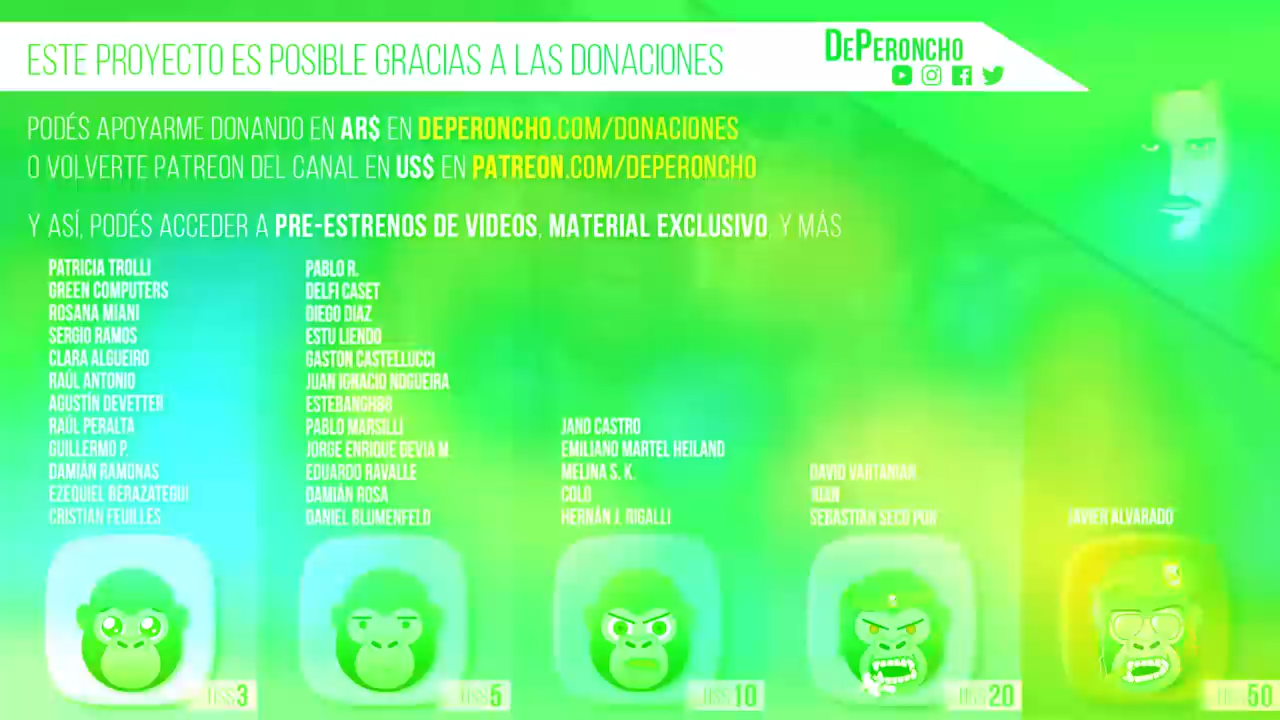 ESTE PROYECTO ES POSIBLE GRACIAS A LAS DONACIONES
DEPERONCHO
PODÉS APOYARME DONANDO EN AR$ EN DEPERONCHO.COM/DONACIONES
O VOLVERTE PATREON DEL CANAL EN US$ EN PATREON.COM/DEPERONCHO
Y ASÍ, PODÉS ACCEDER A PRE-ESTRENOS DE VIDEOS, MATERIAL EXCLUSIVO, Y MÁS
PATRICIA TROLLI
GREEN COMPUTERS
ROSANA MIANI
SERGIO RAMOS
CLARA ALGUEIRO
RAÚL ANTONIO
AGUSTÍN DEVETTER
RAÚL PERALTA
GUILLERMO P.
DAMIÁN RAMONAS
EZEQUIEL BERAZATEGUI
CRISTIAN FEUILLES
PABLO R.
DELFI CASET
DIEGO DIAZ
ESTU LIENDO
GASTON CASTELLUCCI
JUAN IGNACIO NOGUEIRA
ESTEBANGH86
PABLO MARSILLI
JORGE ENRIQUE DEVIA M.
EDUARDO RAVALLE
DAMIÁN ROSA
DANIEL BLUMENFELD
JANO CASTRO
EMILIANO MARTEL HEILAND
MELINA S. K.
COLO
HERNÁN J. RIGALLI
DAVID VARTANIAN
JUAN
SEBASTIAN SECO
JAVIER ALVARADO
US$3
US$5
US$10
US$20
US$50